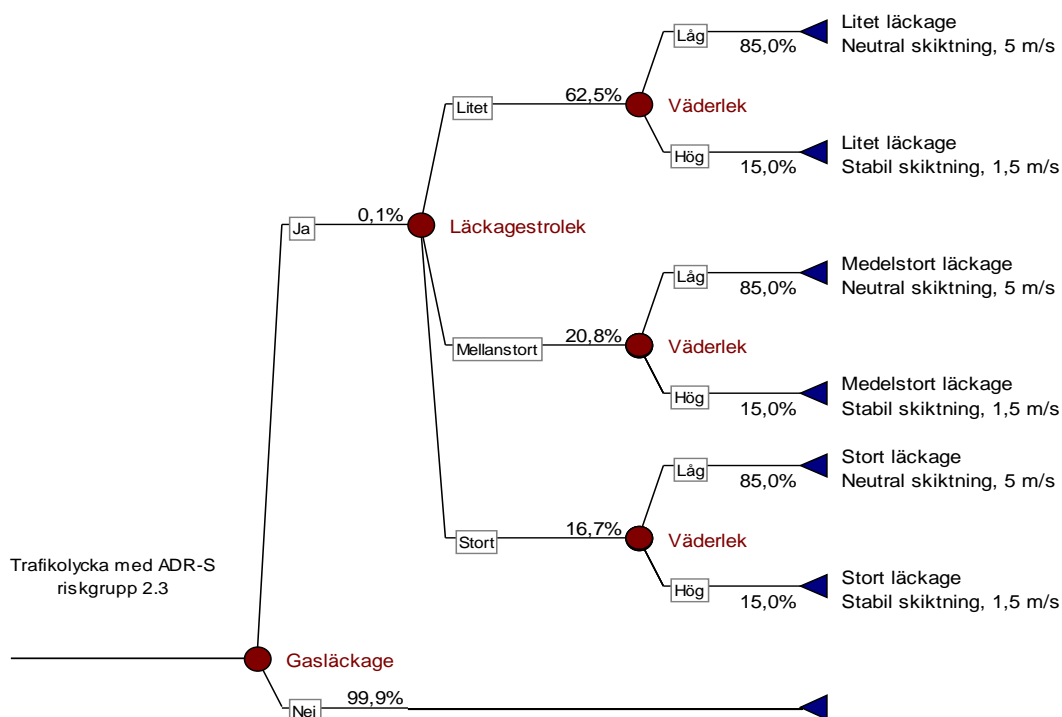 Litet läckage
Låg
85,0%
Neutral skiktning, 5 m/s
Litet
62,5%
Väderlek
Litet läckage
Hög
15,0%
Stabil skiktning, 1,5 m/s
Ja
0,1%
Läckagestrolek
Medelstort läckage
Låg
85,0%
Neutral skiktning, 5 m/s
Mellanstort
20,8%
Väderlek
Medelstort läckage
Hög
15,0%
Stabil skiktning, 1,5 m/s
Stort läckage
Låg
85,0%
Neutral skiktning, 5 m/s
Stort
16,7%
Väderlek
Stort läckage
Hög
15,0%
Stabil skiktning, 1,5 m/s
Trafikolycka med ADR-S
riskgrupp 2.3
Gasläckage
Nej
99,9%